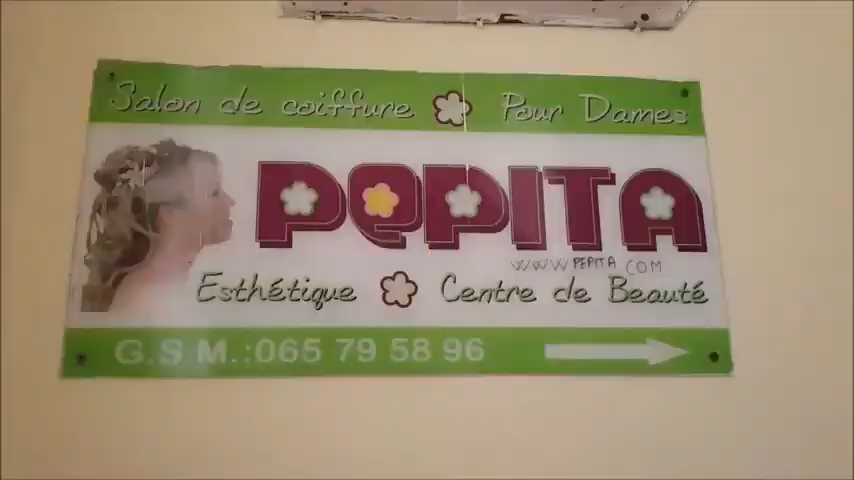 Salon de coiffure Pour Dames
PEPITA
WWW PEPITA COM
Esthétique Centre de Beauté
G.S.M.:065 79 58 96